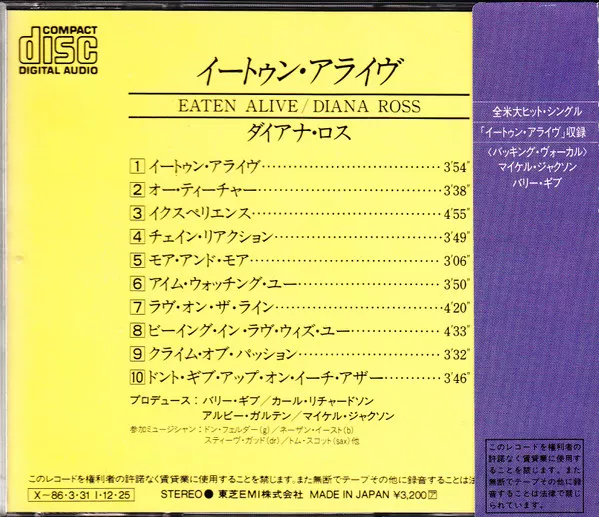 COMPACT
disc
DIGITAL AUDIO
イートゥン・アライヴ
EATEN ALIVE/DIANA ROSS
ダイアナ・ロス
1 イートゥン・アライヴ 3′54″
2 オー・ティーチャー 3′38″
3 イクスペリエンス 4′55″
4 チェイン・リアクション 3′49″
5 モア・アンド・モア 3′06″
6 アイム・ウォッチング・ユー 3′50″
7 ラヴ・オン・ザ・ライン 4′20″
8 ビーイング・イン・ラヴ・ウィズ・ユー 4′33″
9 クライム・オブ・パッション 3′32″
10 ドント・ギブ・アップ・オン・イーチ・アザー 3′46″
プロデュース:バリー・ギブ/カール・リチャードソン
アルビー・ガルテン/マイケル・ジャクソン
参加ミュージシャン:ドン・フェルダー(g)/ネーザン・イースト(b)
スティーヴ・ガッド(dr)/トム・スコット(sax)他
このレコードを権利者の許諾なく賃貸業に使用することを禁じます。また無断でテープその他に録音することは法
X-86・3・31 I・12・25
STEREO● 東芝EMI株式会社 MADE IN JAPAN ¥3,200
全米大ヒット・シングル
「イートゥン・アライヴ」収録
〈バッキング・ヴォーカル〉
マイケル・ジャクソン
バリー・ギブ
このレコードを権利者の
許諾なく賃貸業に使用す
ることを禁じます。また
無断でテープその他に録
音することは法律で禁じ
られています。